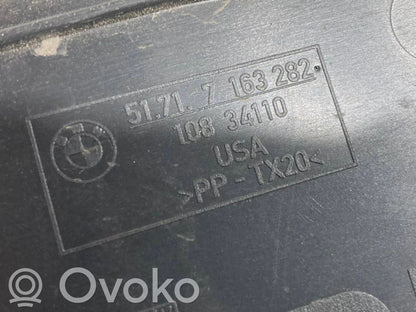 51.71. 7 163 282.
108 34110
USA
>PP-TX20<
Ovoko